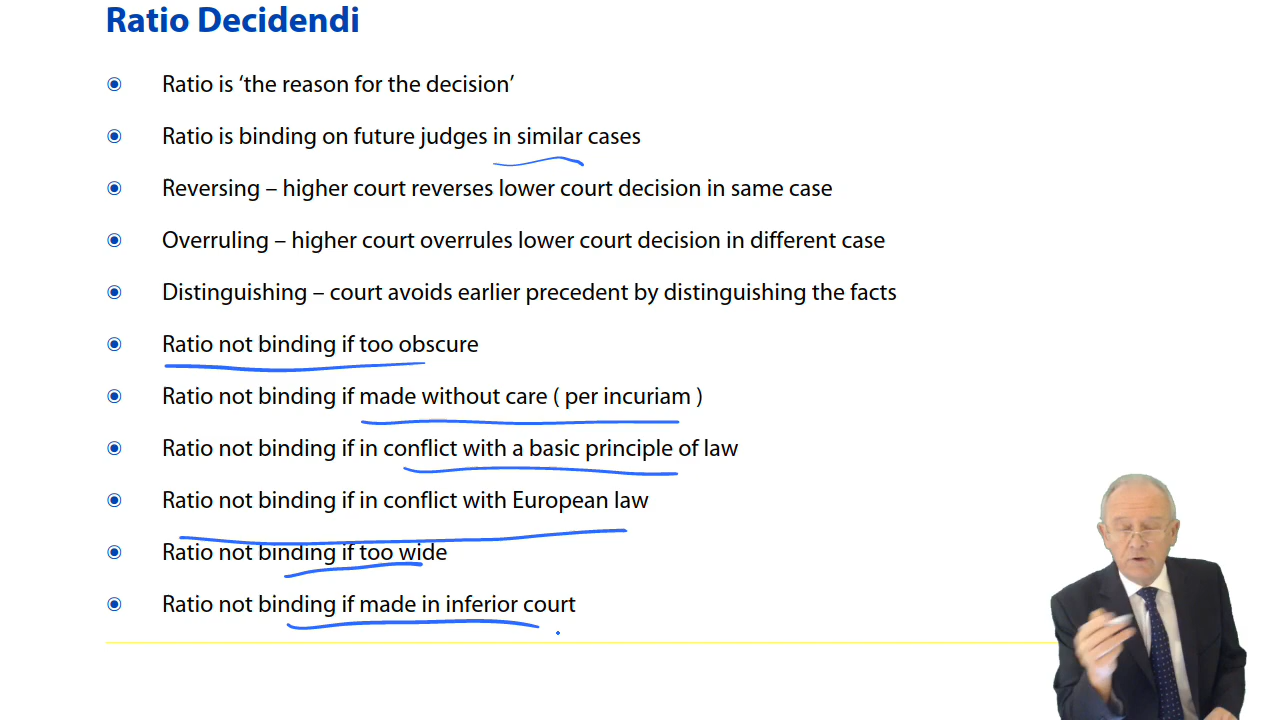 Ratio Decidendi
Ratio is ‘the reason for the decision’
Ratio is binding on future judges in similar cases
Reversing – higher court reverses lower court decision in same case
Overruling – higher court overrules lower court decision in different case
Distinguishing – court avoids earlier precedent by distinguishing the facts
Ratio not binding if too obscure
Ratio not binding if made without care ( per incuriam )
Ratio not binding if in conflict with a basic principle of law
Ratio not binding if in conflict with European law
Ratio not binding if too wide
Ratio not binding if made in inferior court